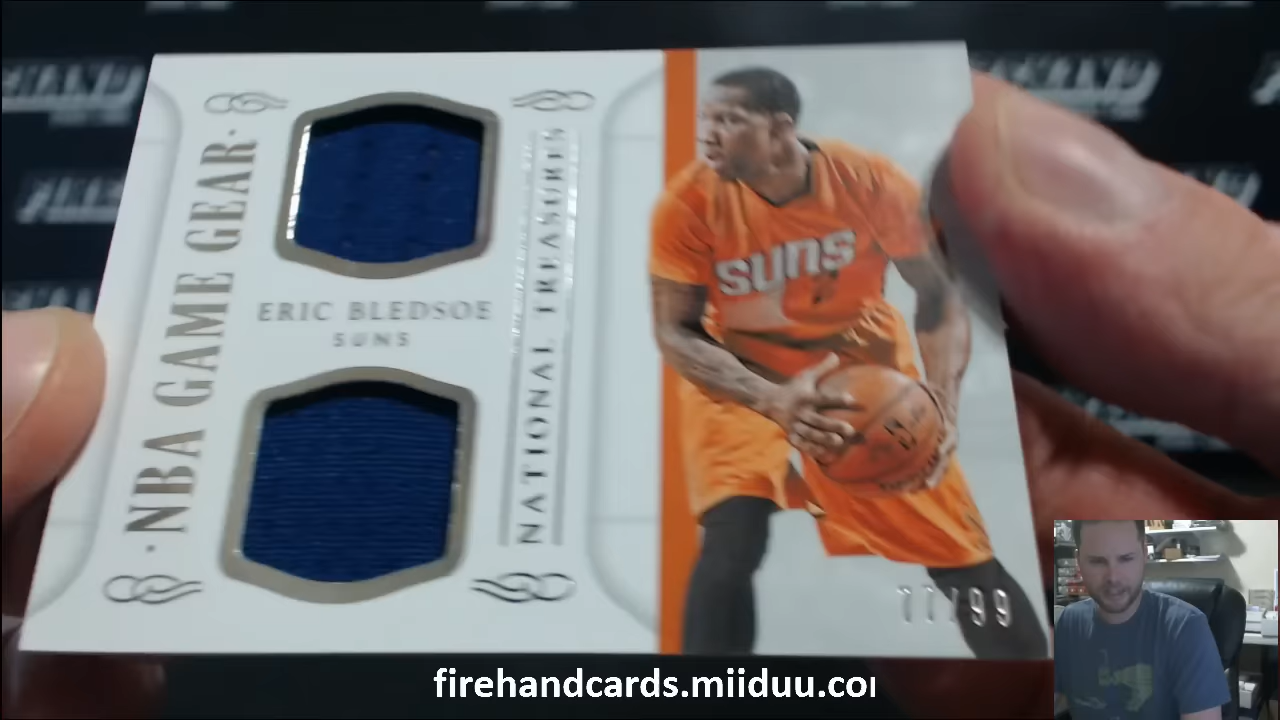 NBA GAME GEAR
ERIC BLEDSOE
SUNS
NATIONAL TREASURES
SUNS
/99
firehandcards.miiduu.co